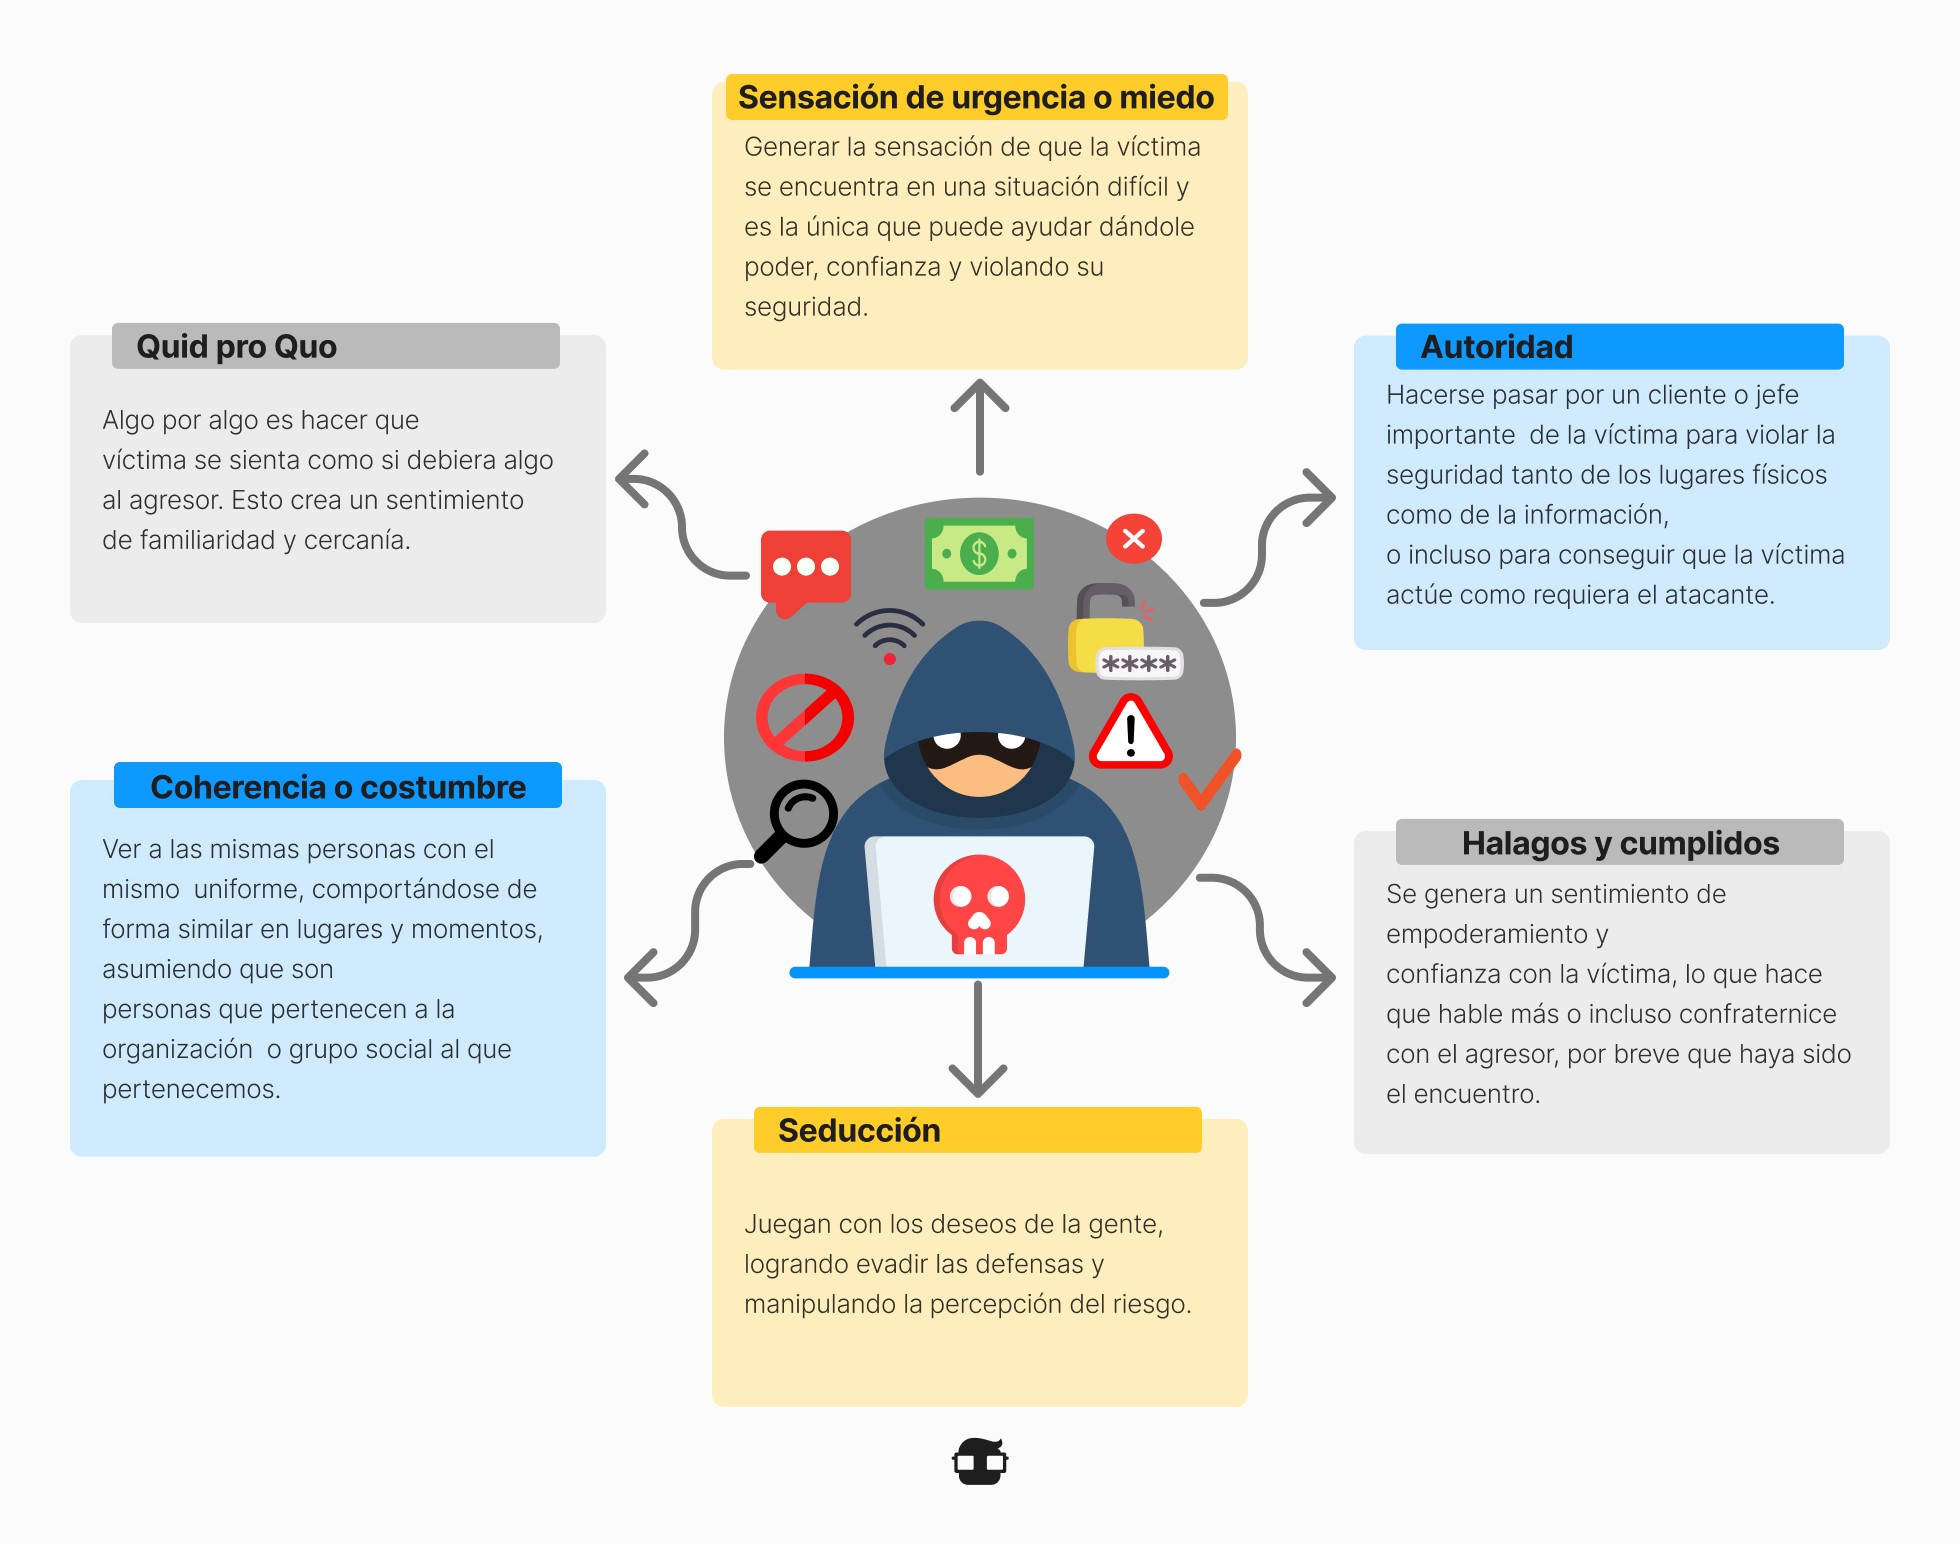 Sensación de urgencia o miedo
Generar la sensación de que la víctima
se encuentra en una situación difícil y
es la única que puede ayudar dándole
poder, confianza y violando su
seguridad.
Quid pro Quo
Algo por algo es hacer que
víctima se sienta como si debiera algo
al agresor. Esto crea un sentimiento
de familiaridad y cercanía.
Autoridad
Hacerse pasar por un cliente o jefe
importante  de la víctima para violar la
seguridad tanto de los lugares físicos
como de la información,
o incluso para conseguir que la víctima
actúe como requiera el atacante.
$
****
!
Coherencia o costumbre
Ver a las mismas personas con el
mismo  uniforme, comportándose de
forma similar en lugares y momentos,
asumiendo que son
personas que pertenecen a la
organización  o grupo social al que
pertenecemos.
Halagos y cumplidos
Se genera un sentimiento de
empoderamiento y
confianza con la víctima, lo que hace
que hable más o incluso confraternice
con el agresor, por breve que haya sido
el encuentro.
Seducción
Juegan con los deseos de la gente,
logrando evadir las defensas y
manipulando la percepción del riesgo.